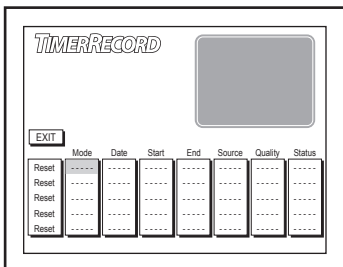 TIMERRECORD
EXIT
Mode Date Start End Source Quality Status
Reset ----- ---- ---- ---- ---- ---- ----
Reset ---- ---- ---- ---- ---- ---- ----
Reset ---- ---- ---- ---- ---- ---- ----
Reset ---- ---- ---- ---- ---- ---- ----
Reset ---- ---- ---- ---- ---- ---- ----